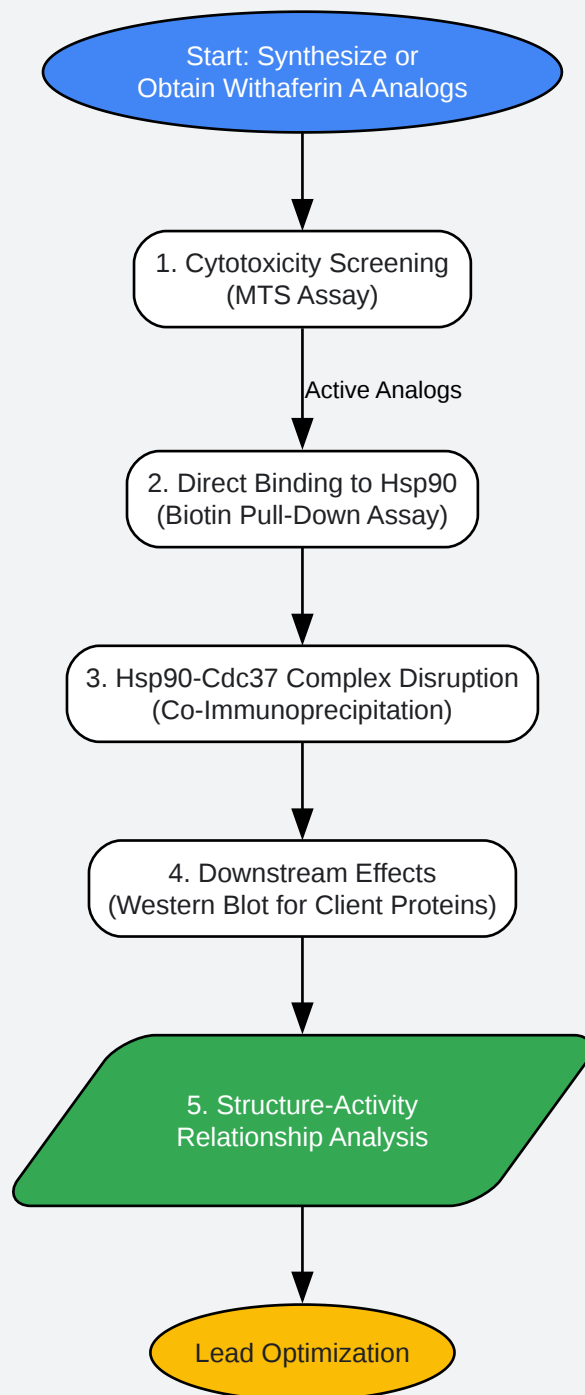 Start: Synthesize or
Obtain Withaferin A Analogs
1. Cytotoxicity Screening
(MTS Assay)
Active Analogs
2. Direct Binding to Hsp90
(Biotin Pull-Down Assay)
3. Hsp90-Cdc37 Complex Disruption
(Co-Immunoprecipitation)
4. Downstream Effects
(Western Blot for Client Proteins)
5. Structure-Activity
Relationship Analysis
Lead Optimization